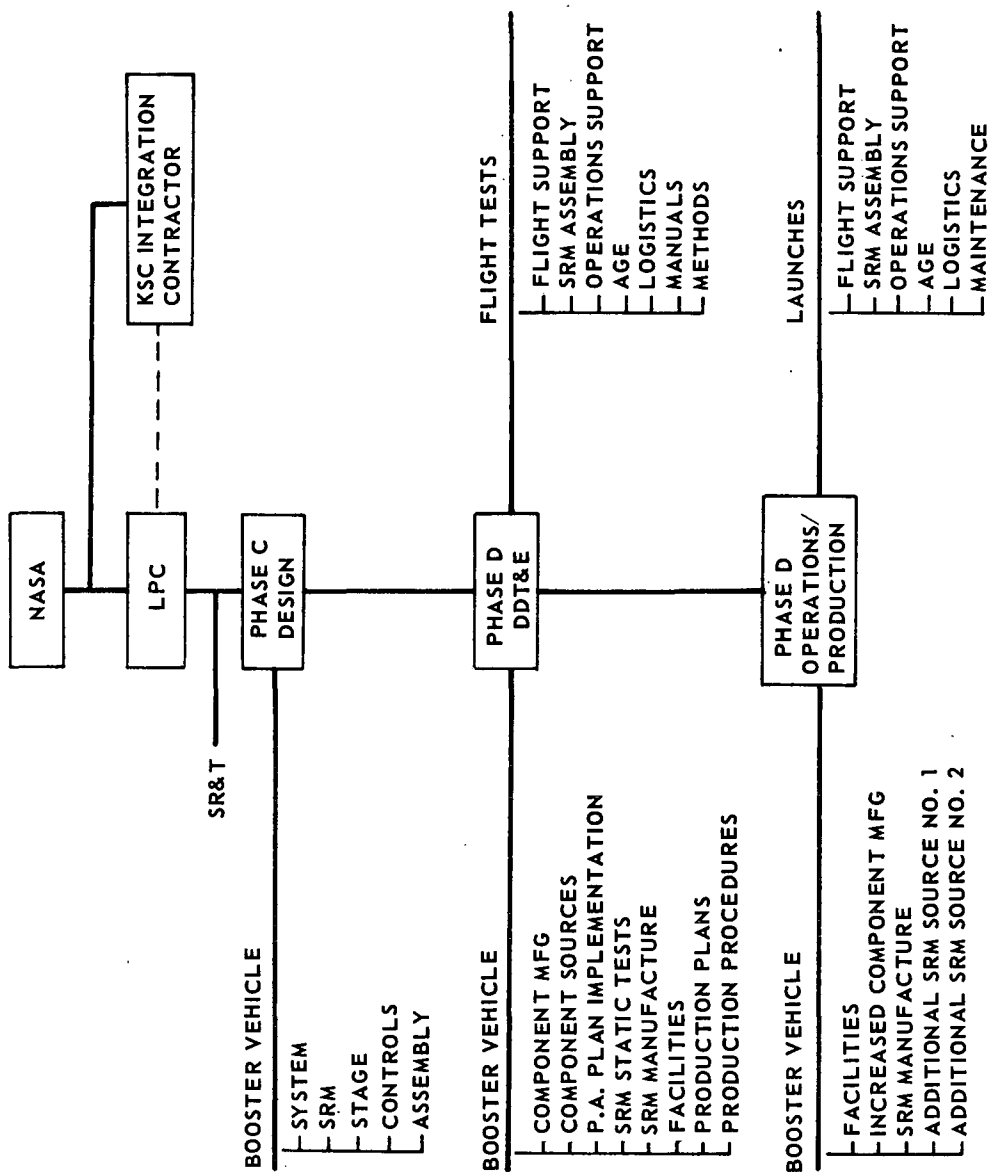 NASA
KSC INTEGRATION
CONTRACTOR
LPC
SR&T
PHASE C
DESIGN
BOOSTER VEHICLE
SYSTEM
SRM
STAGE
CONTROLS
ASSEMBLY
PHASE D
DDT&E
BOOSTER VEHICLE
COMPONENT MFG
COMPONENT SOURCES
P.A. PLAN IMPLEMENTATION
SRM STATIC TESTS
SRM MANUFACTURE
FACILITIES
PRODUCTION PLANS
PRODUCTION PROCEDURES
FLIGHT TESTS
FLIGHT SUPPORT
SRM ASSEMBLY
OPERATIONS SUPPORT
AGE
LOGISTICS
MANUALS
METHODS
PHASE D
OPERATIONS/
PRODUCTION
BOOSTER VEHICLE
FACILITIES
INCREASED COMPONENT MFG
SRM MANUFACTURE
ADDITIONAL SRM SOURCE NO. 1
ADDITIONAL SRM SOURCE NO. 2
LAUNCHES
FLIGHT SUPPORT
SRM ASSEMBLY
OPERATIONS SUPPORT
AGE
LOGISTICS
MAINTENANCE